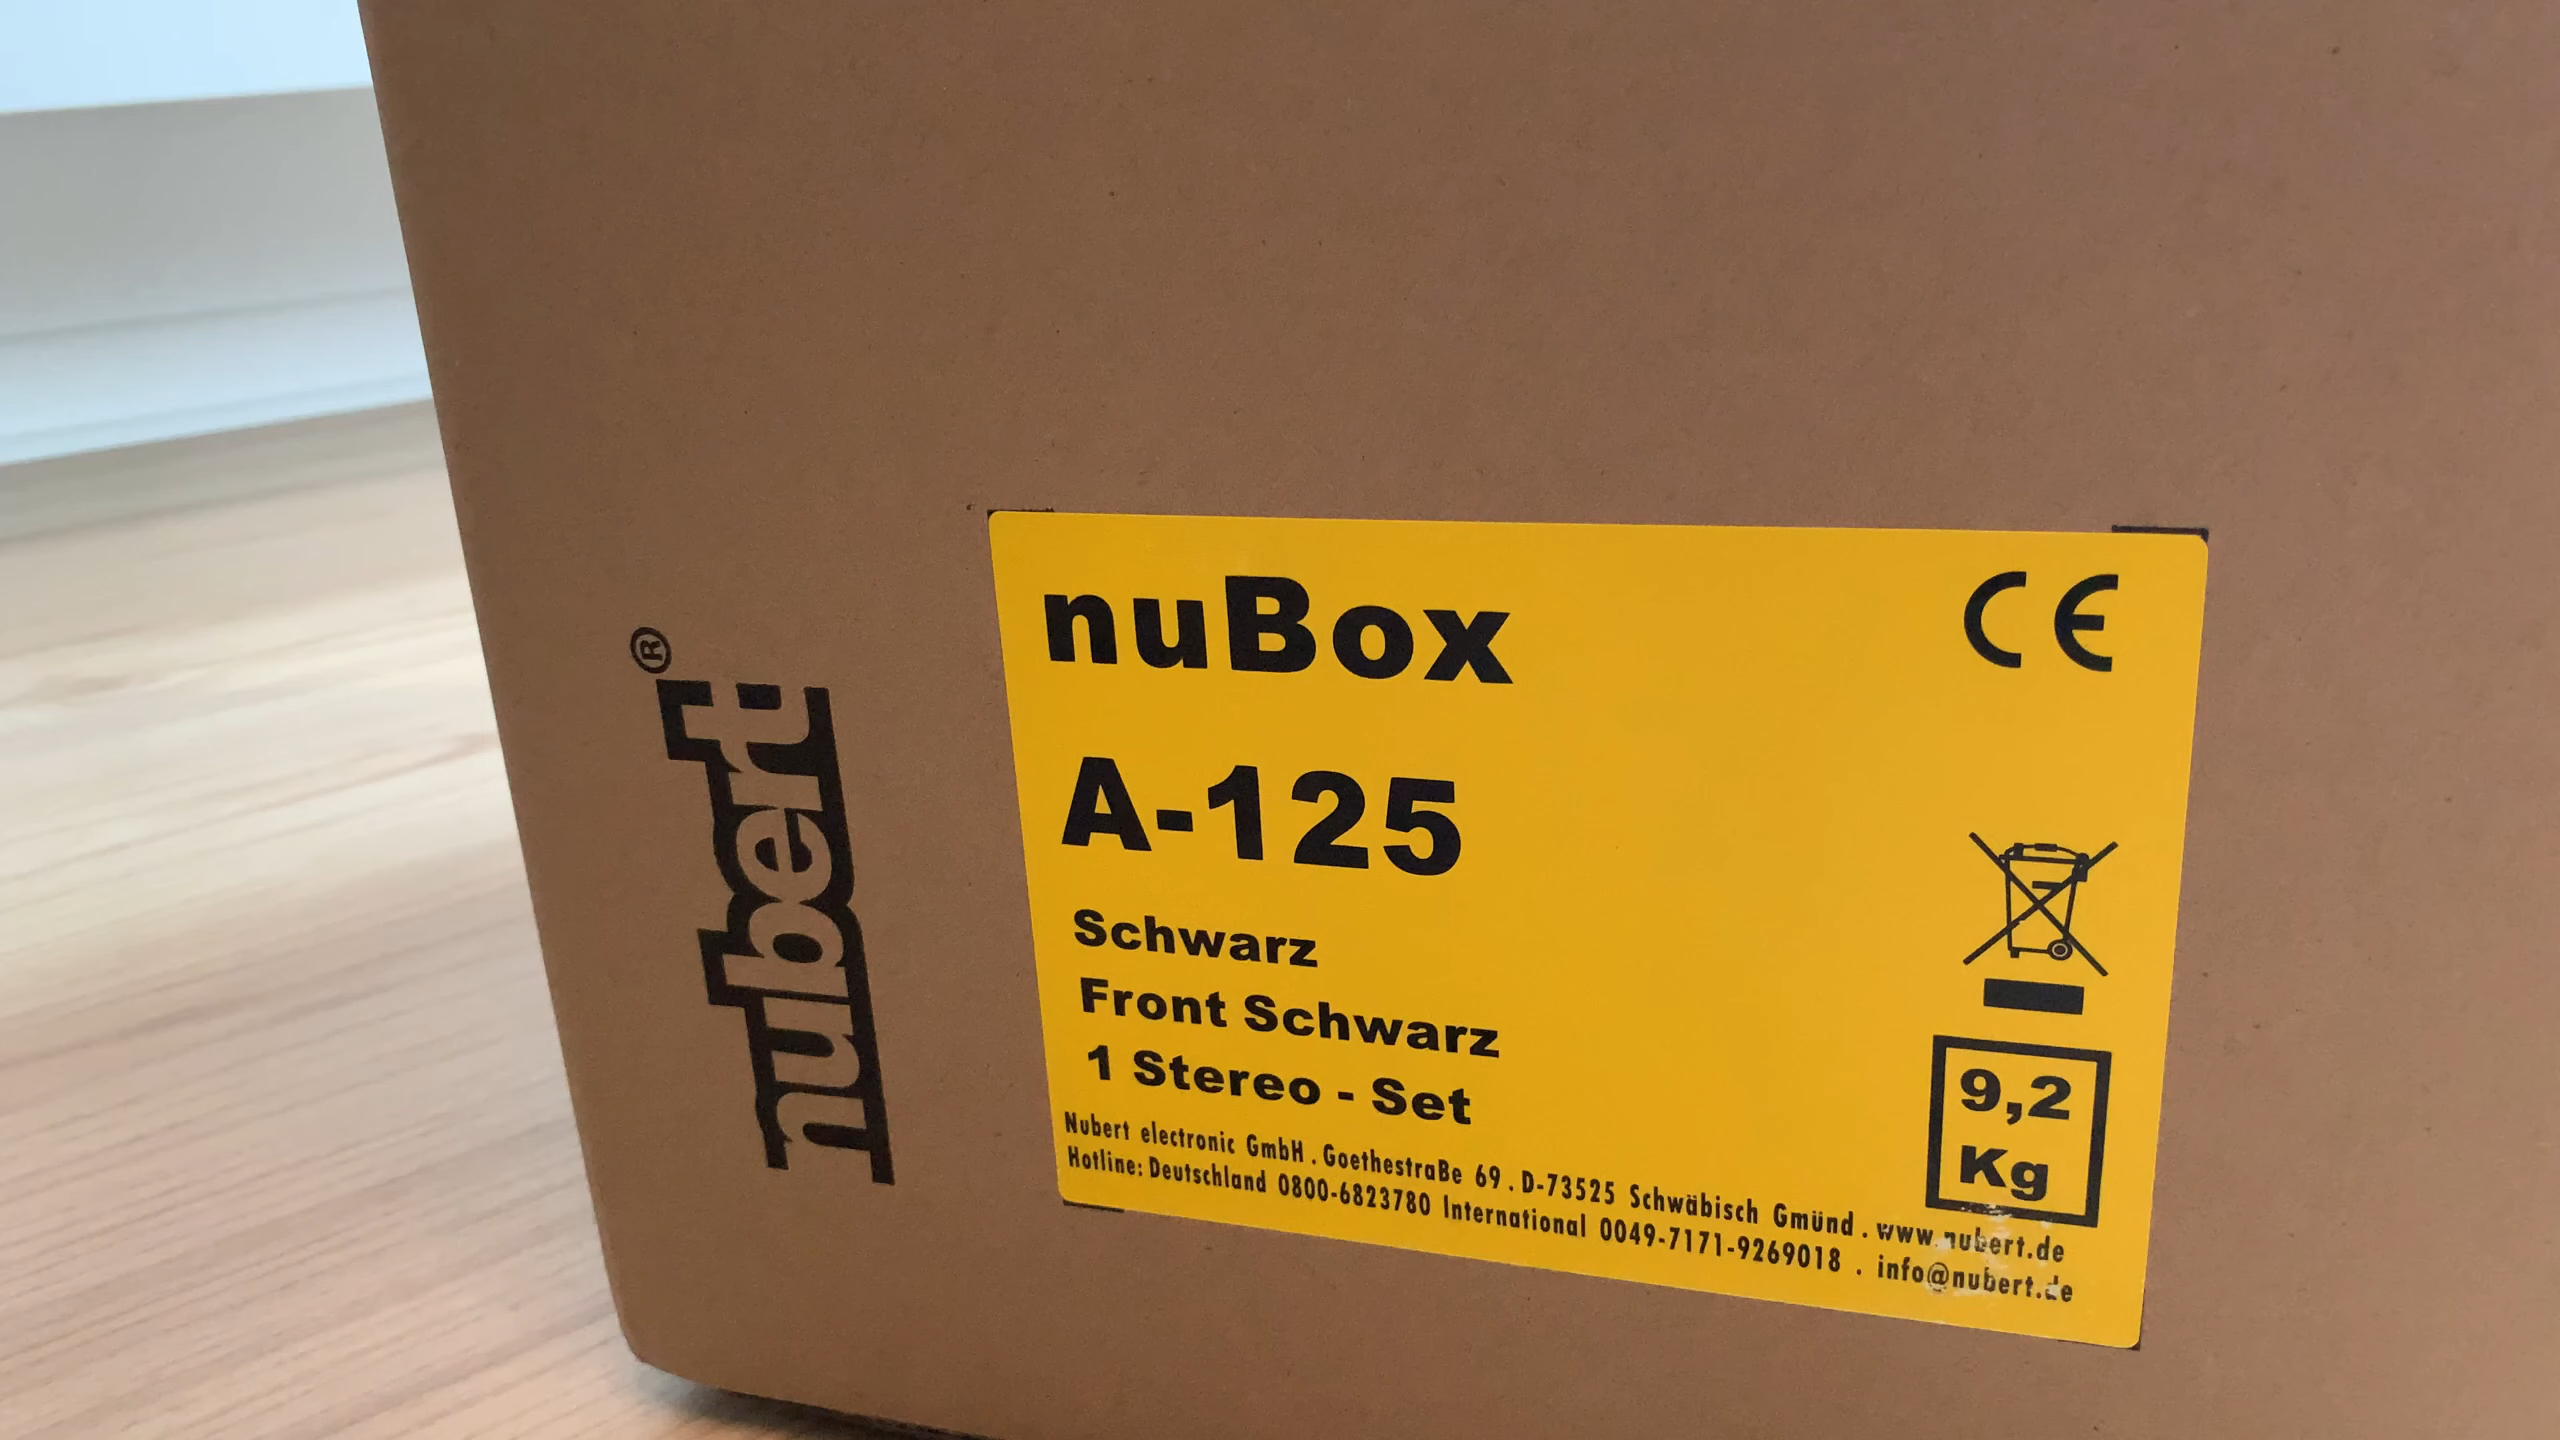 nubert®
nuBox
CE
A-125
Schwarz
Front Schwarz
1 Stereo - Set
9,2
Kg
Nubert electronic GmbH . Goethestraße 69 . D-73525 Schwäbisch Gmünd . www.nubert.de
Hotline: Deutschland 0800-6823780 International 0049-7171-9269018 . info@nubert.de